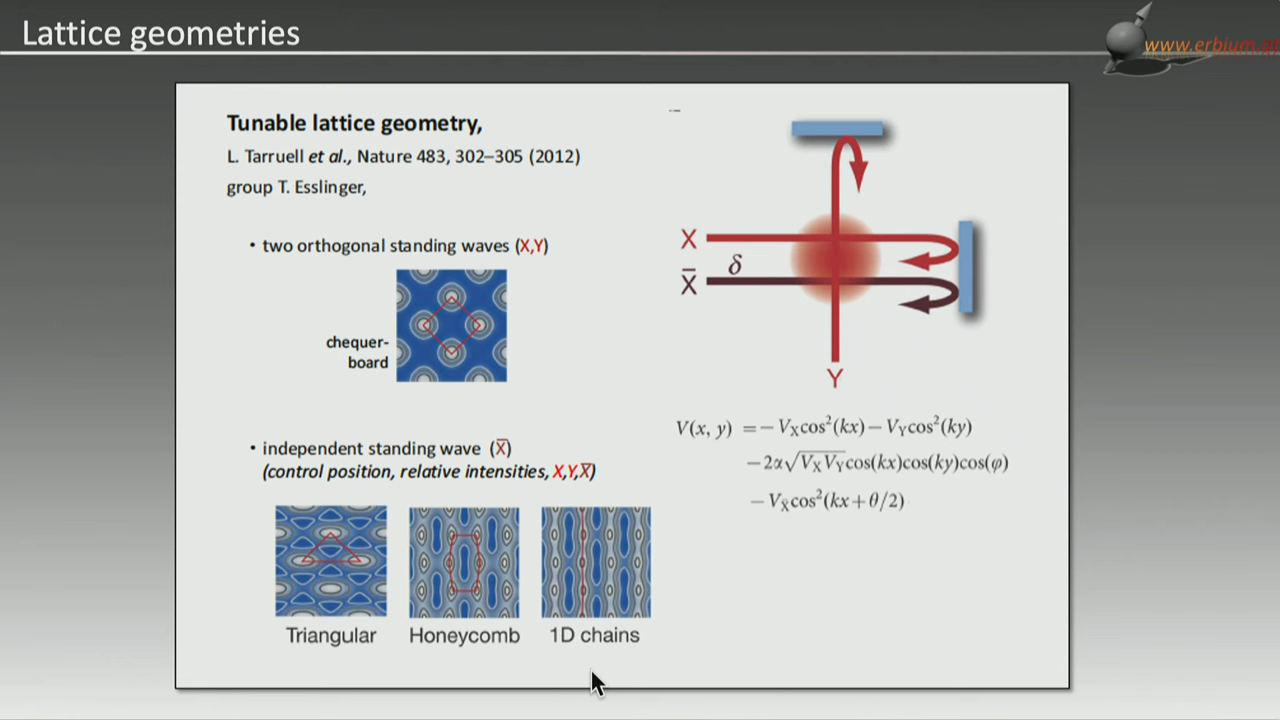 Lattice geometries
www.erbium.at
Tunable lattice geometry,
L. Tarruell et al., Nature 483, 302–305 (2012)
group T. Esslinger,
• two orthogonal standing waves (X,Y)
chequer-
board
• independent standing wave (X̅)
(control position, relative intensities, X,Y,X̅)
Triangular Honeycomb 1D chains
X
δ
X̅
Y
V(x, y) = − V_X cos²(kx) − V_Y cos²(ky)
− 2α√V_X V_Y cos(kx)cos(ky)cos(φ)
− V_X̅ cos²(kx + θ/2)